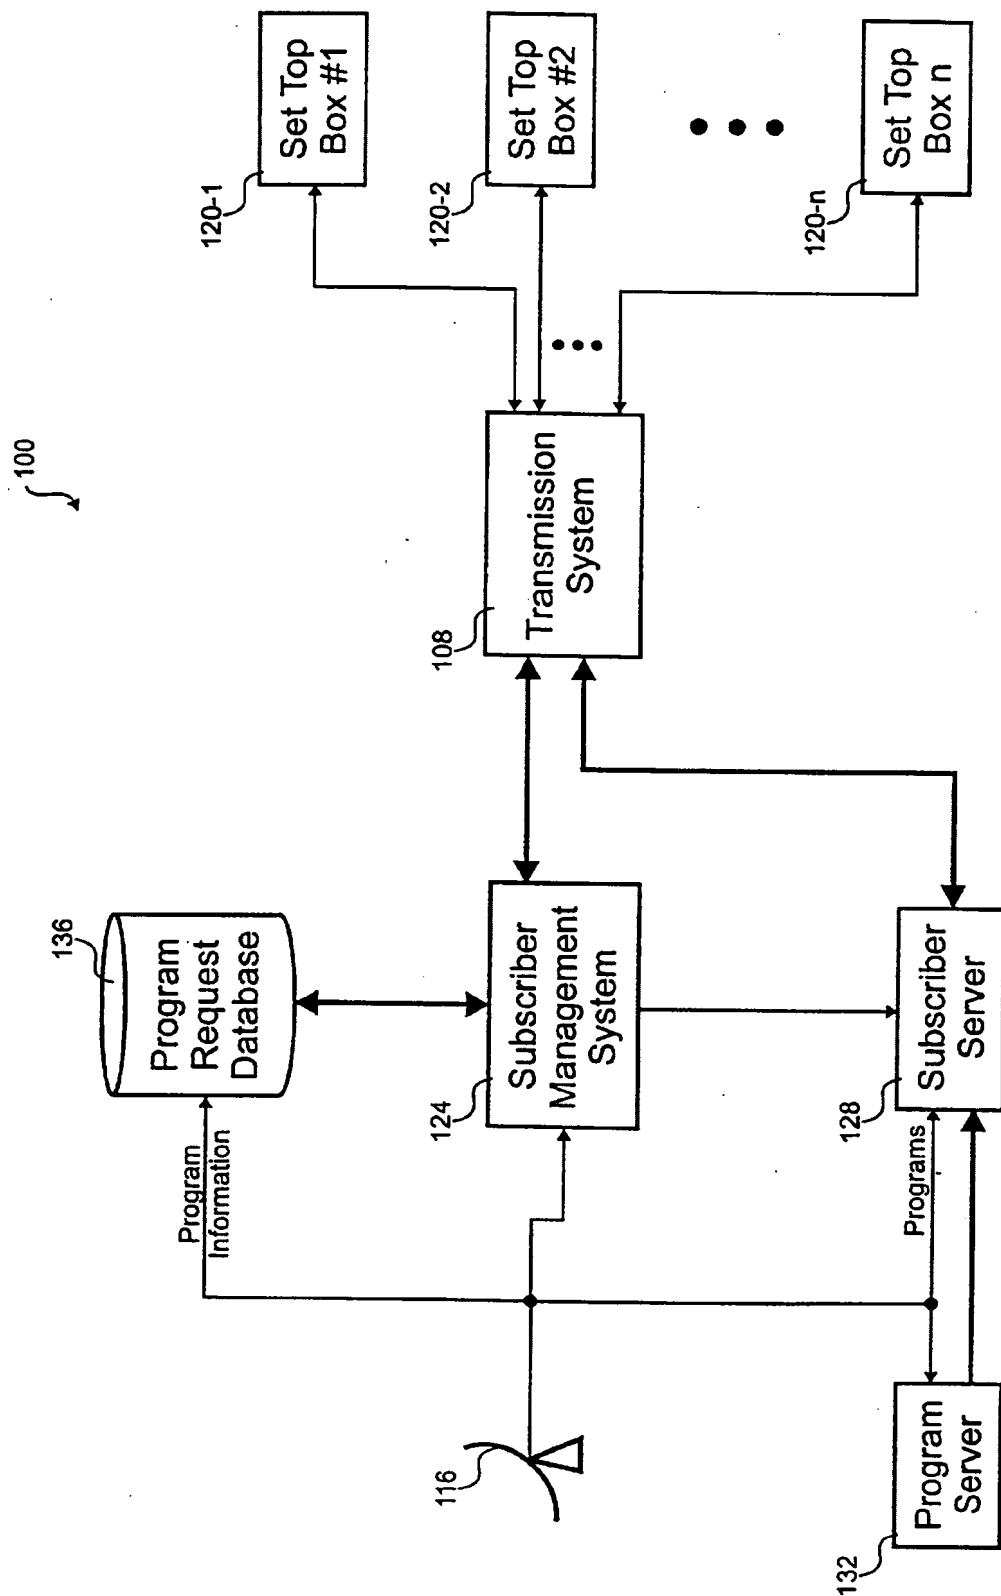 100
Set Top
Box #1
120-1
Set Top
Box #2
120-2
Set Top
Box n
120-n
Transmission
System
108
136
Program
Request
Database
Program
Information
Subscriber
Management
System
124
Subscriber
Server
128
Programs
116
Program
Server
132